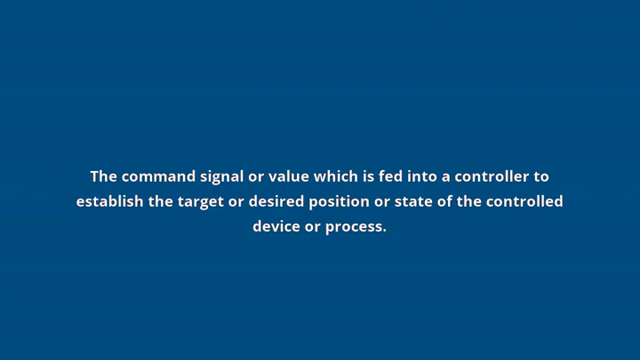 The command signal or value which is fed into a controller to
establish the target or desired position or state of the controlled
device or process.